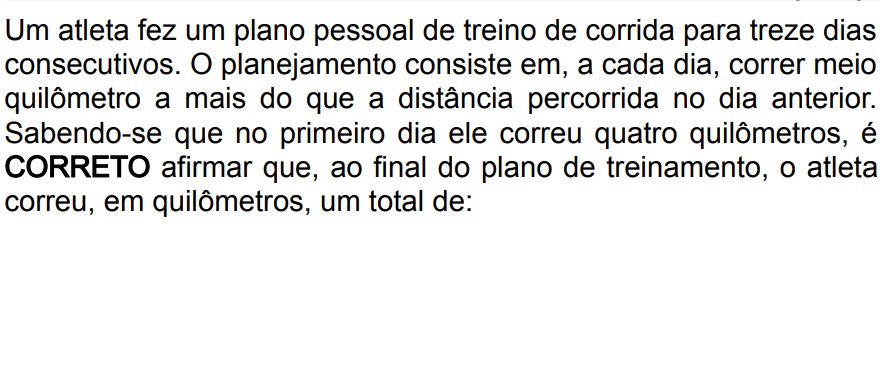 Um atleta fez um plano pessoal de treino de corrida para treze dias
consecutivos. O planejamento consiste em, a cada dia, correr meio
quilômetro a mais do que a distância percorrida no dia anterior.
Sabendo-se que no primeiro dia ele correu quatro quilômetros, é
CORRETO afirmar que, ao final do plano de treinamento, o atleta
correu, em quilômetros, um total de: